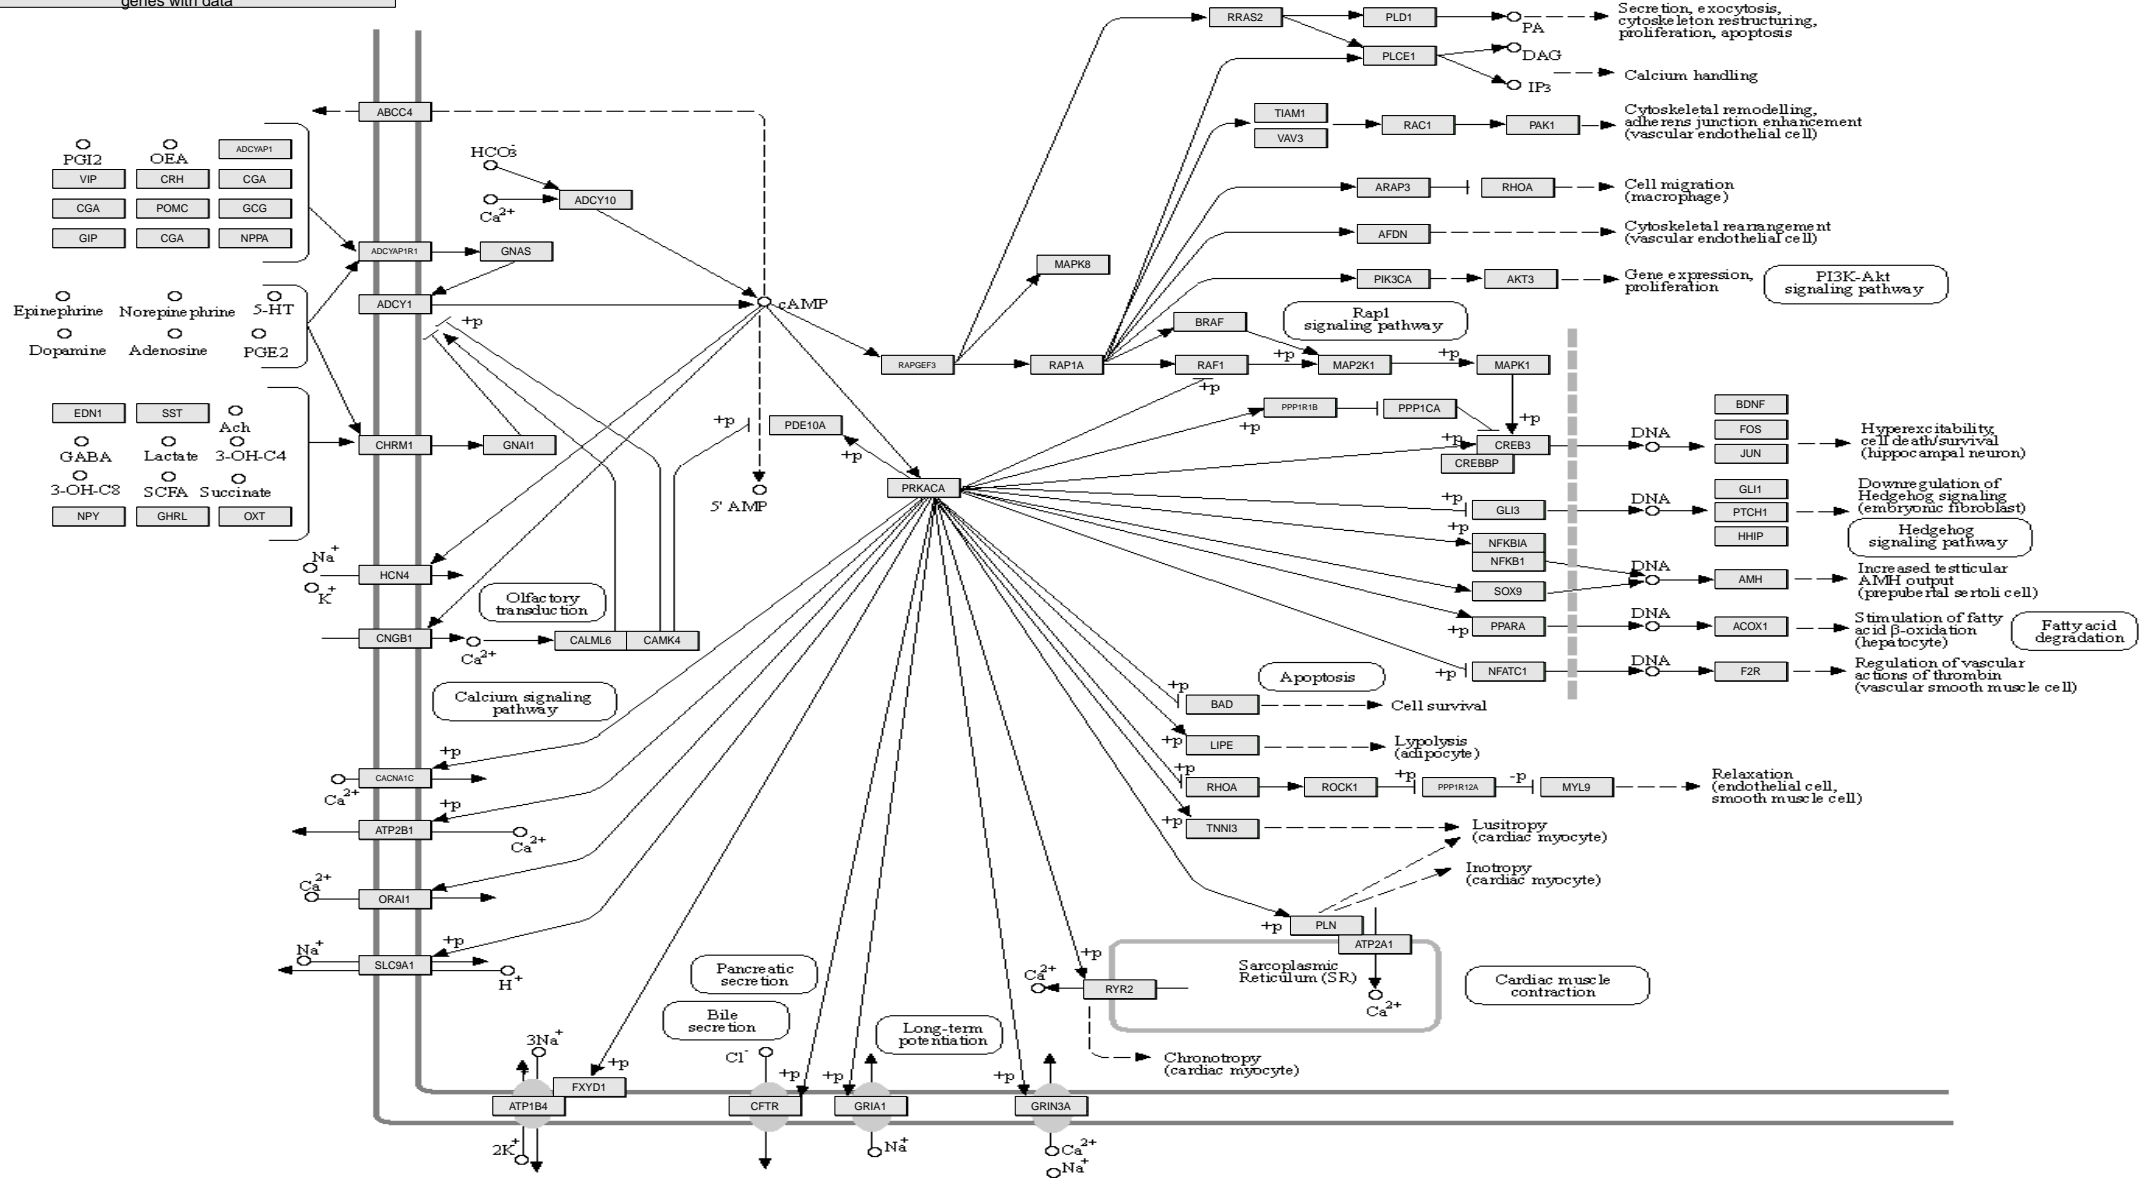 genes with data
RRAS2
PLD1
PA
Secretion, exocytosis,
cytoskeleton restructuring,
proliferation, apoptosis
PLCE1
DAG
IP3
Calcium handling
ABCC4
TIAM1
VAV3
RAC1
PAK1
Cytoskeletal remodelling,
adherens junction enhancement
(vascular endothelial cell)
PGI2
OEA
ADCYAP1
VIP
CRH
CGA
CGA
POMC
GCG
GIP
CGA
NPPA
HCO3-
Ca2+
ADCY10
ARAP3
RHOA
Cell migration
(macrophage)
ADCYAP1R1
GNAS
AFDN
Cytoskeletal rearrangement
(vascular endothelial cell)
MAPK8
PIK3CA
AKT3
Gene expression,
proliferation
PI3K-Akt
signaling pathway
Epinephrine
Norepinephrine
5-HT
Dopamine
Adenosine
PGE2
ADCY1
+p
cAMP
BRAF
Rap1
signaling pathway
RAPGEF3
RAP1A
RAF1
+p
MAP2K1
+p
MAPK1
+p
EDN1
SST
Ach
GABA
Lactate
3-OH-C4
3-OH-C8
SCFA
Succinate
NPY
GHRL
OXT
CHRM1
GNAI1
+p
PDE10A
+p
5' AMP
PRKACA
PPP1R1B
+p
PPP1CA
+p
+p
CREB3
CREBBP
DNA
BDNF
FOS
JUN
Hyperexcitability,
cell death/survival
(hippocampal neuron)
+p
GLI3
DNA
GLI1
PTCH1
HHIP
Downregulation of
Hedgehog signaling
(embryonic fibroblast)
Hedgehog
signaling pathway
+p
NFKBIA
NFKB1
SOX9
DNA
AMH
Increased testticular
AMH output
(prepubertal sertoli cell)
+p
PPARA
DNA
ACOX1
Stimulation of fatty
acid β-oxidation
(hepatocyte)
Fatty acid
degradation
+p
NFATC1
DNA
F2R
Regulation of vascular
actions of thrombin
(vascular smooth muscle cell)
Na+
K+
HCN4
Olfactory
transduction
CNGB1
Ca2+
CALML6
CAMK4
Calcium signaling
pathway
Apoptosis
+p
BAD
Cell survival
+p
LIPE
Lypolysis
(adipocyte)
+p
RHOA
ROCK1
+p
PPP1R12A
-p
MYL9
Relaxation
(endothelial cell,
smooth muscle cell)
+p
TNNI3
Lusitropy
(cardiac myocyte)
Inotropy
(cardiac myocyte)
+p
CACNA1C
Ca2+
+p
ATP2B1
Ca2+
Ca2+
ORAI1
Na+
+p
SLC9A1
H+
+p
PLN
ATP2A1
Sarcoplasmic
Reticulum (SR)
Ca2+
Cardiac muscle
contraction
+p
Ca2+
RYR2
Chronotropy
(cardiac myocyte)
Pancreatic
secretion
Bile
secretion
Long-term
potentiation
3Na+
+p
FXYD1
ATP1B4
2K+
Cl-
+p
CFTR
+p
GRIA1
Na+
+p
GRIN3A
Ca2+
Na+